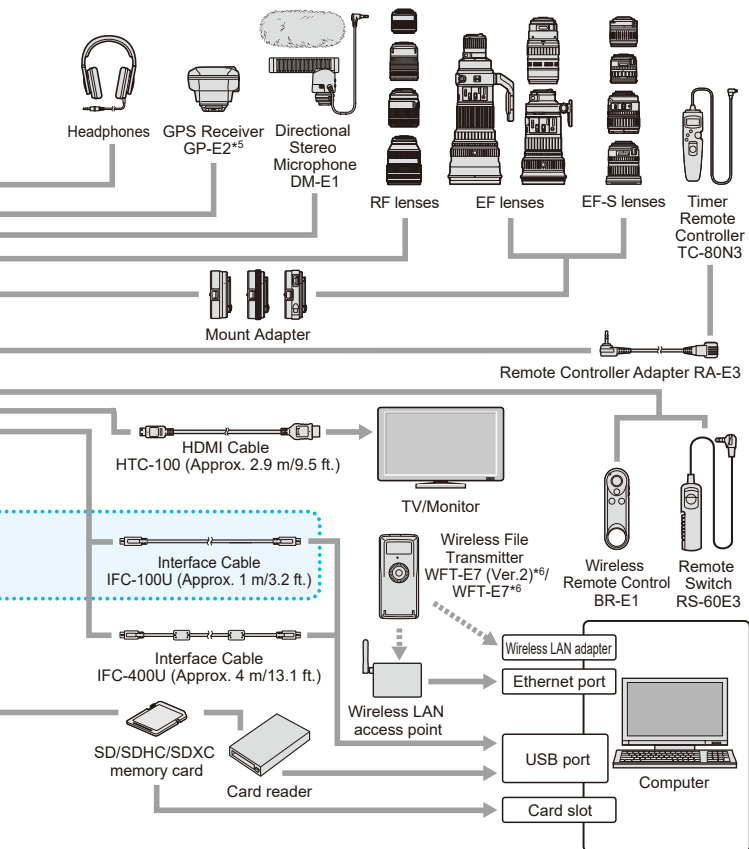 Headphones
GPS Receiver
GP-E2*5
Directional
Stereo
Microphone
DM-E1
RF lenses
EF lenses
EF-S lenses
Timer
Remote
Controller
TC-80N3
Mount Adapter
Remote Controller Adapter RA-E3
HDMI Cable
HTC-100 (Approx. 2.9 m/9.5 ft.)
TV/Monitor
Interface Cable
IFC-100U (Approx. 1 m/3.2 ft.)
Wireless File
Transmitter
WFT-E7 (Ver.2)*6/
WFT-E7*6
Wireless
Remote Control
BR-E1
Remote
Switch
RS-60E3
Interface Cable
IFC-400U (Approx. 4 m/13.1 ft.)
Wireless LAN adapter
Ethernet port
Wireless LAN
access point
SD/SDHC/SDXC
memory card
Card reader
USB port
Computer
Card slot